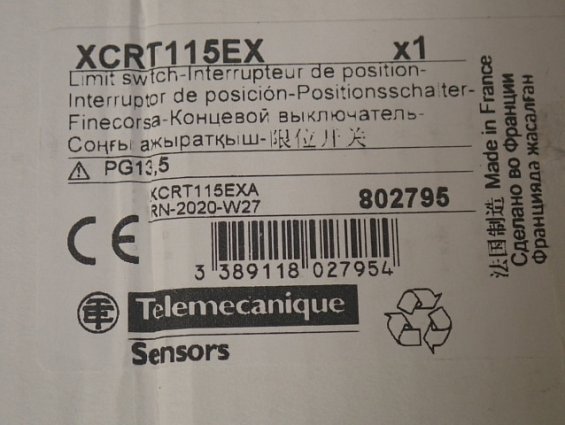 XCRT115EX x1
Limit swtch-Interrupteur de position-
Interruptor de posición-Positionsschalter-
Finecorsa-Концевой выключатель-
Соңғы ажыратқыш-限位开关
PG13,5
XCRT115EXA
RN-2020-W27
802795
CE
3 389118 027954
Telemecanique
Sensors
法国制造 Made in France
Сделано во Франции
Францияда жасалған